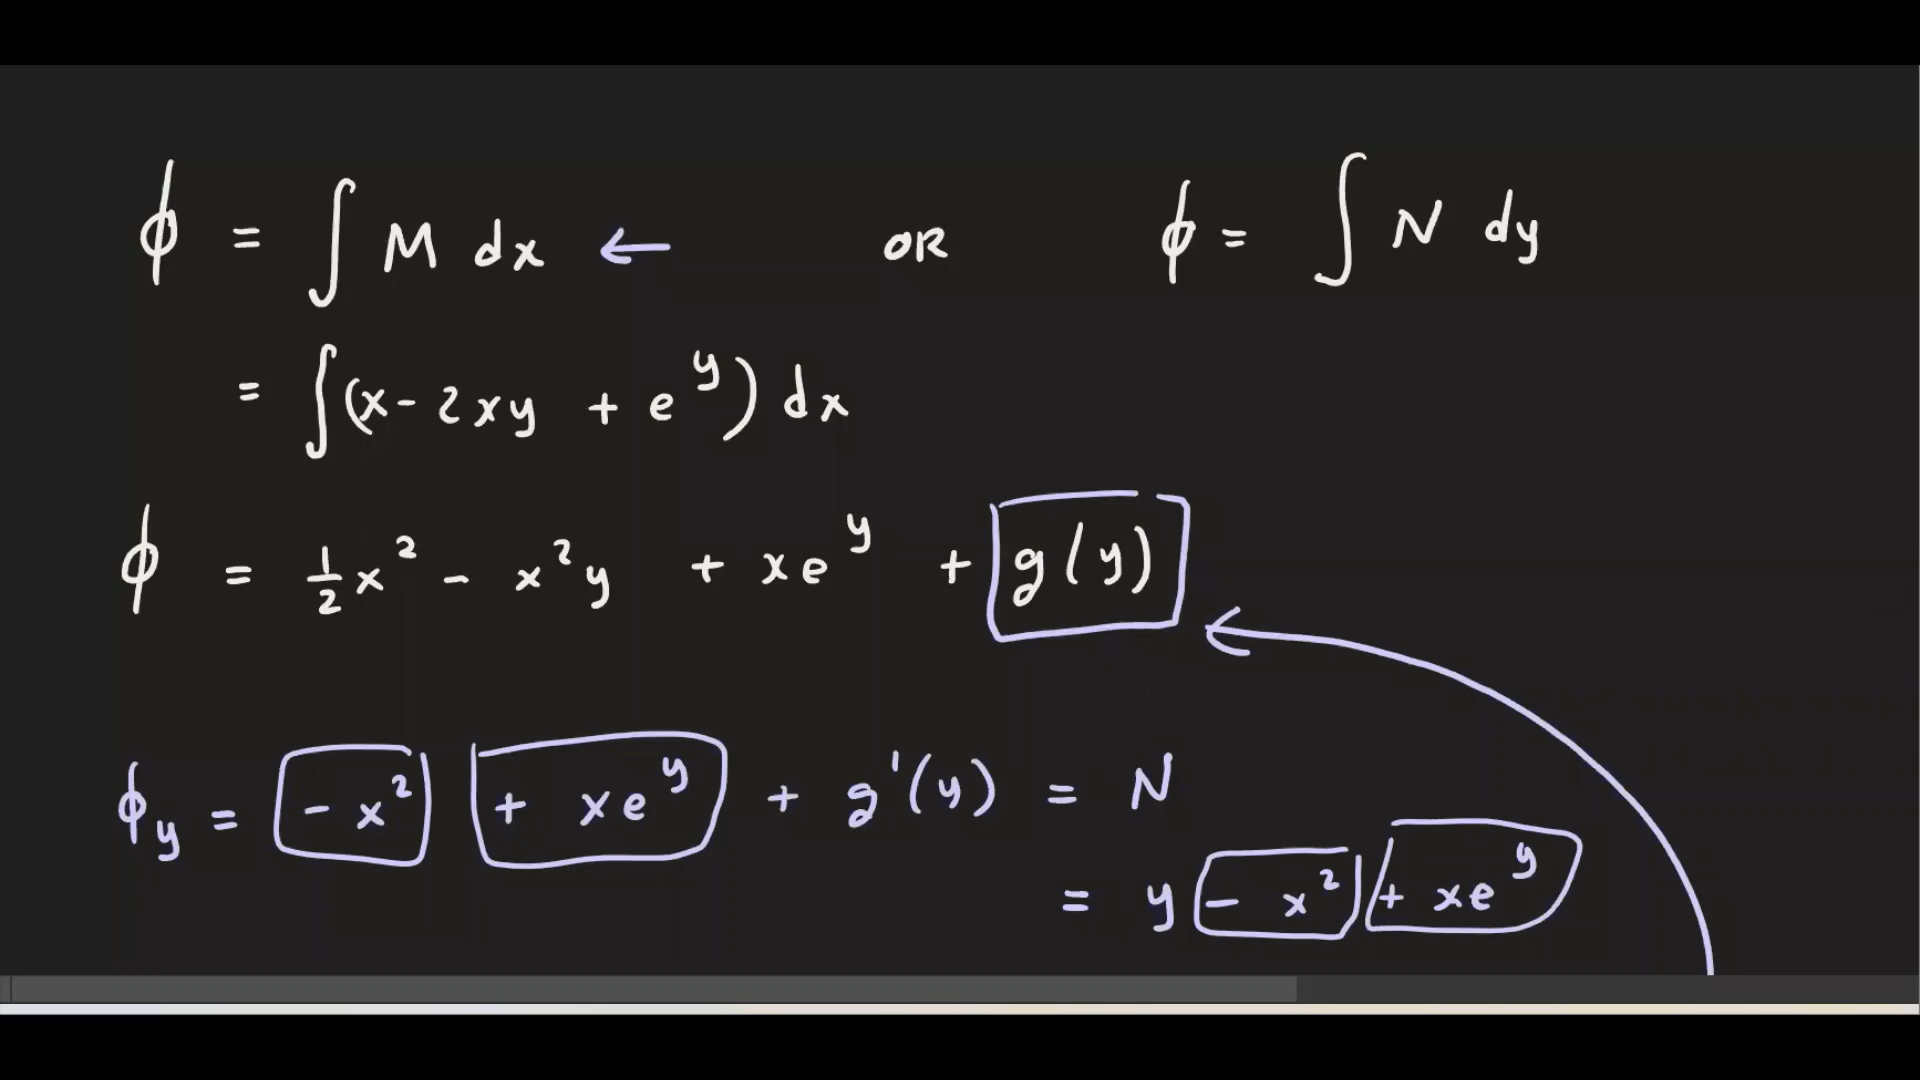 ϕ = ∫ M dx ← OR ϕ = ∫ N dy
= ∫(x - 2xy + e^y) dx
ϕ = ½x² - x²y + xe^y + g(y)
ϕ_y = - x² + xe^y + g'(y) = N
= y - x² + xe^y